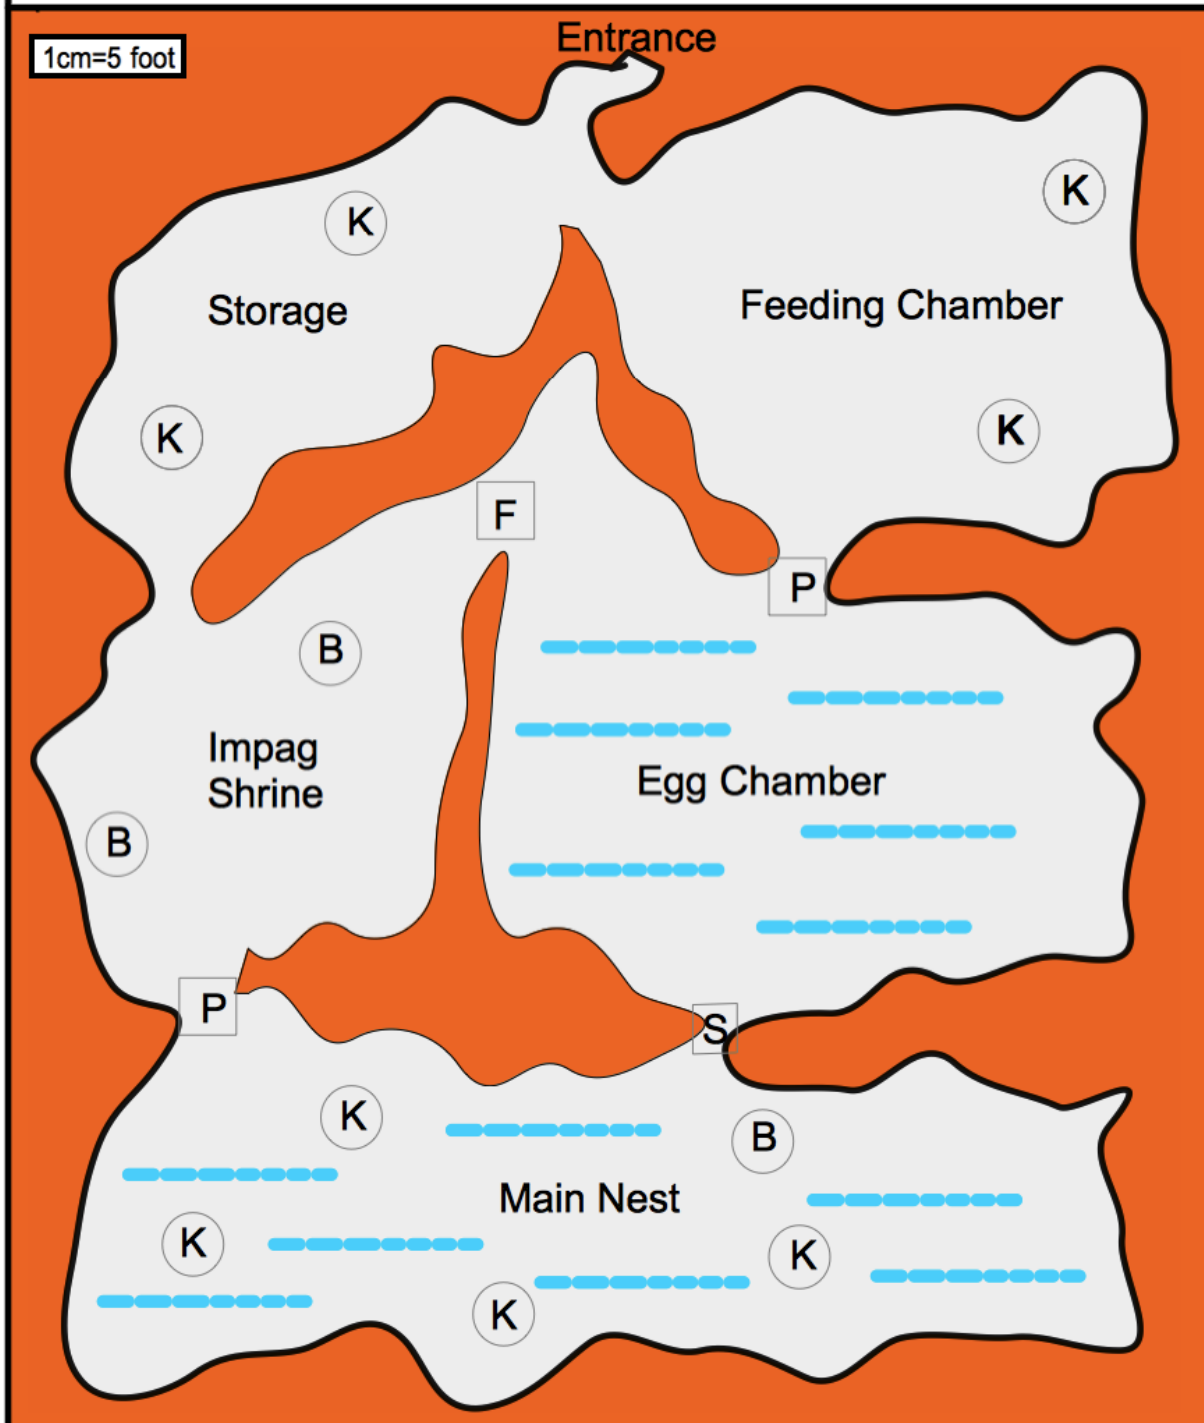 Entrance
1cm=5 foot
K
K
Storage
Feeding Chamber
K
K
F
P
B
Impag
Shrine
Egg Chamber
B
P
S
K
B
Main Nest
K
K
K